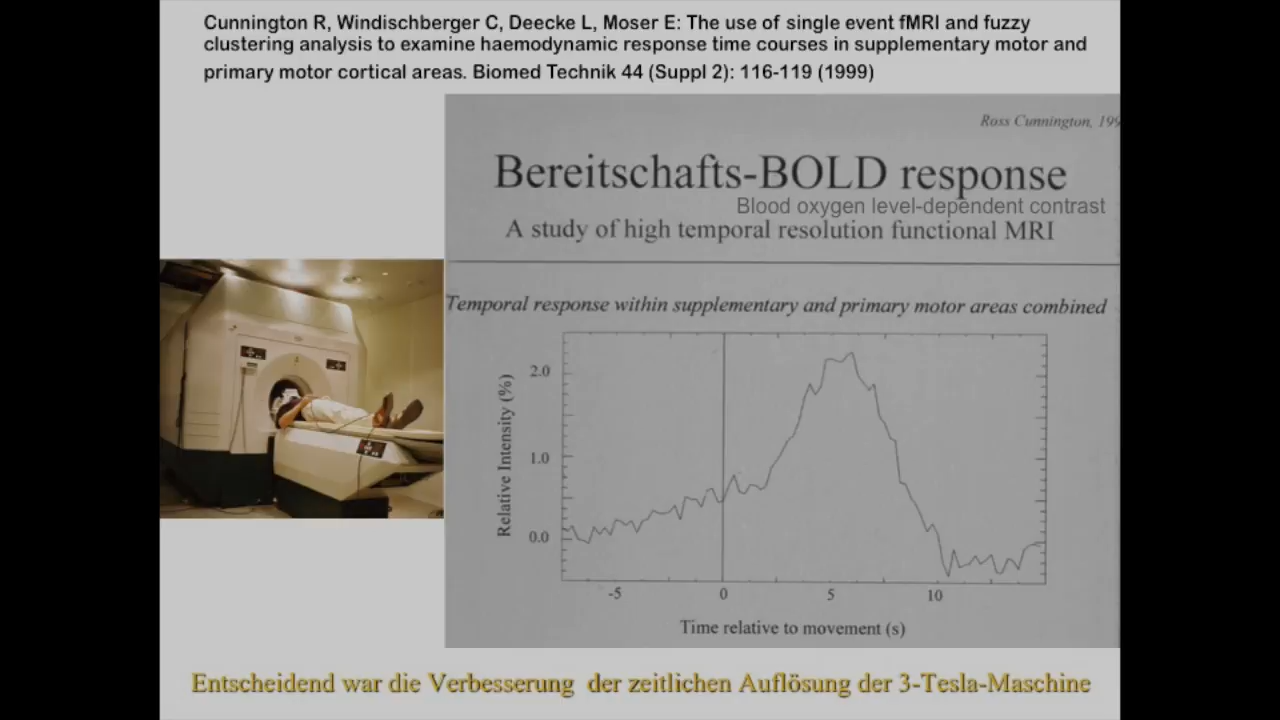 Cunnington R, Windischberger C, Deecke L, Moser E: The use of single event fMRI and fuzzy
clustering analysis to examine haemodynamic response time courses in supplementary motor and
primary motor cortical areas. Biomed Technik 44 (Suppl 2): 116-119 (1999)
Ross Cunnington, 199
Bereitschafts-BOLD response
Blood oxygen level-dependent contrast
A study of high temporal resolution functional MRI
Temporal response within supplementary and primary motor areas combined
Relative Intensity (%)
2.0
1.0
0.0
-5 0 5 10
Time relative to movement (s)
Entscheidend war die Verbesserung der zeitlichen Auflösung der 3-Tesla-Maschine